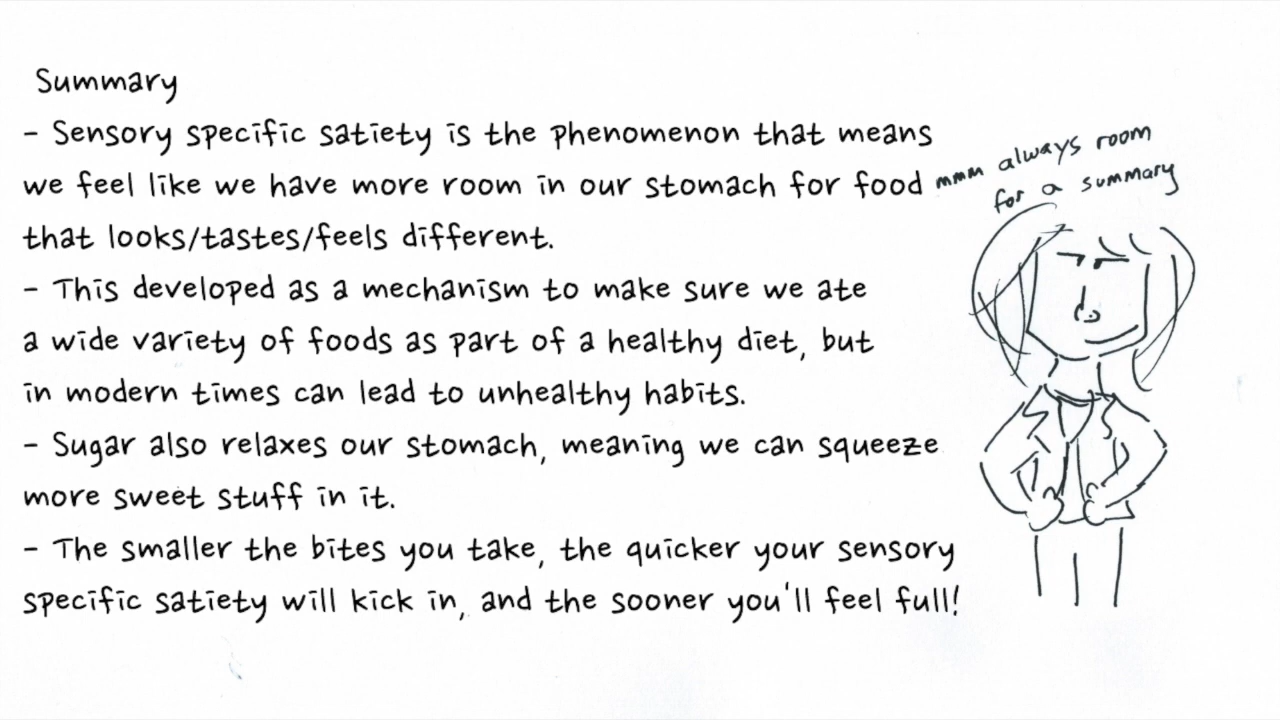 Summary
- Sensory specific satiety is the phenomenon that means
we feel like we have more room in our stomach for food
that looks/tastes/feels different.
- This developed as a mechanism to make sure we ate
a wide variety of foods as part of a healthy diet, but
in modern times can lead to unhealthy habits.
- Sugar also relaxes our stomach, meaning we can squeeze
more sweet stuff in it.
- The smaller the bites you take, the quicker your sensory
specific satiety will kick in, and the sooner you'll feel full!
mmm always room
for a summary